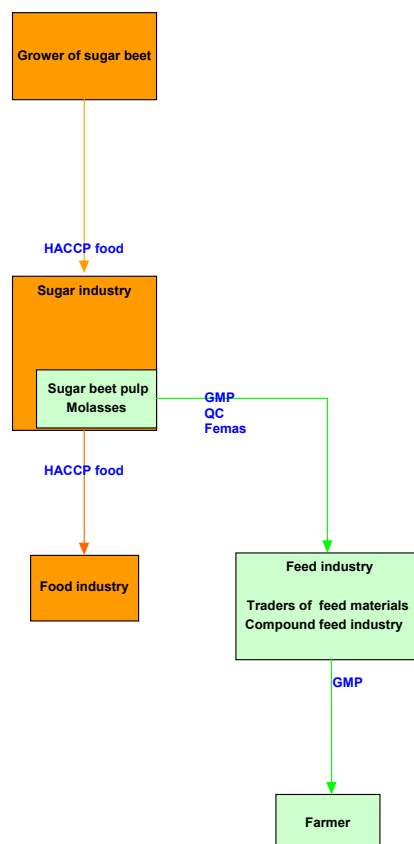 Grower of sugar beet
HACCP food
Sugar industry
Sugar beet pulp
Molasses
GMP
QC
Femas
HACCP food
Food industry
Feed industry
Traders of feed materials
Compound feed industry
GMP
Farmer